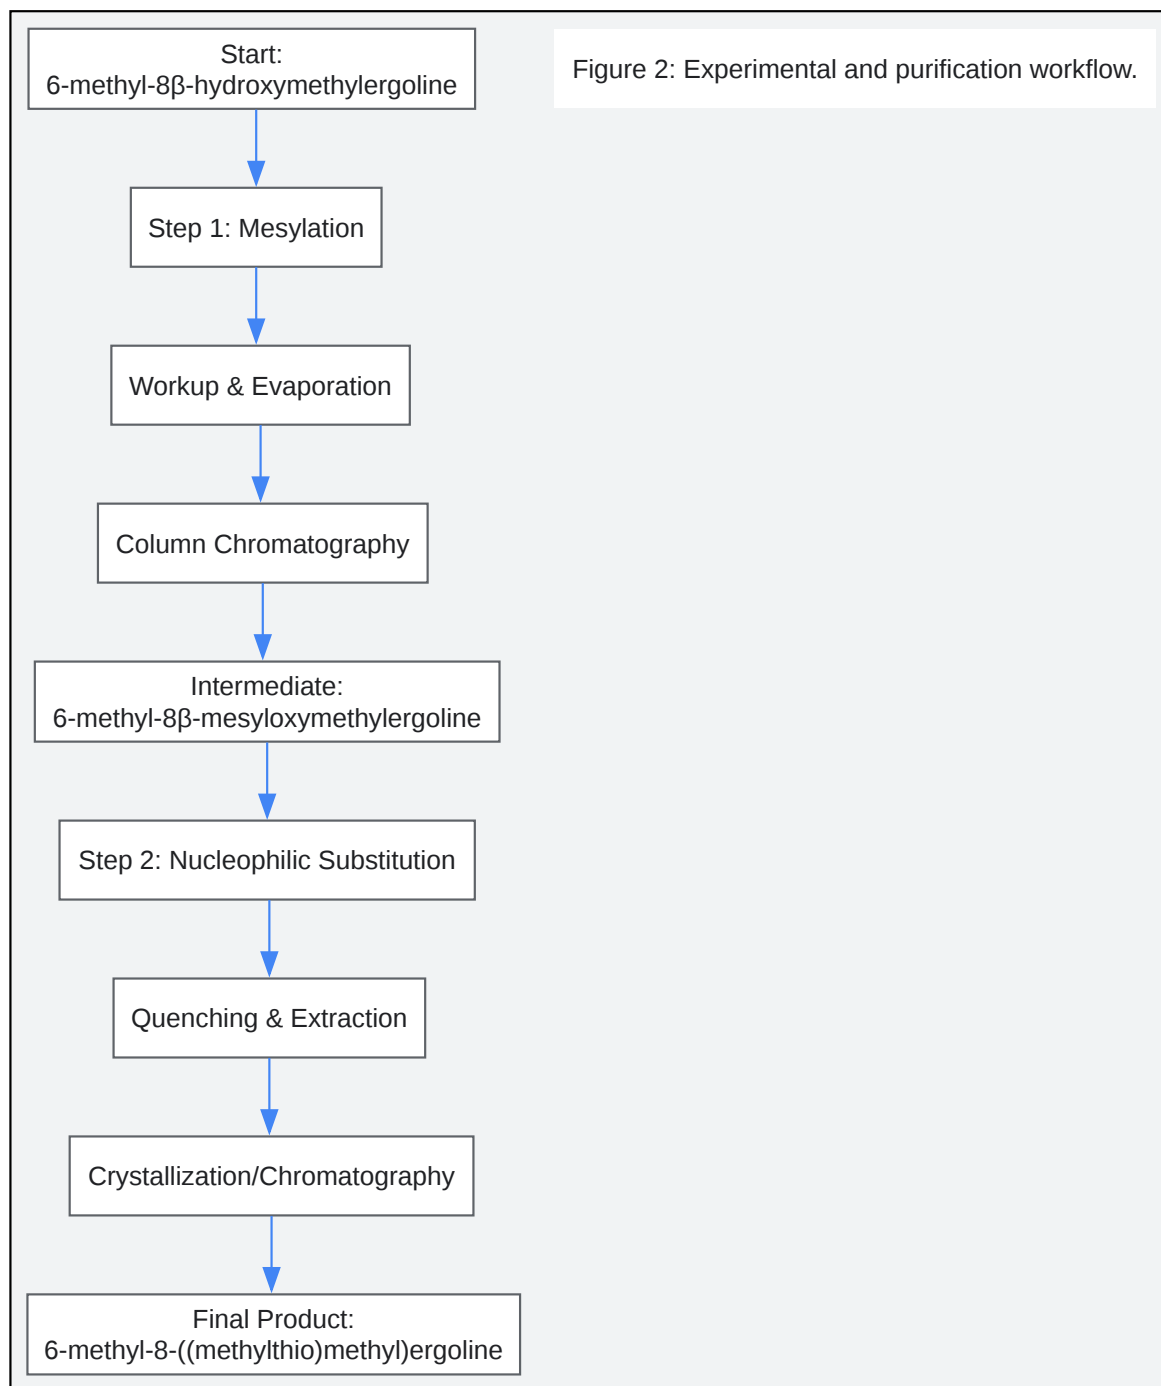 Start:
6-methyl-8β-hydroxymethylergoline
Figure 2: Experimental and purification workflow.
Step 1: Mesylation
Workup & Evaporation
Column Chromatography
Intermediate:
6-methyl-8β-mesyloxymethylergoline
Step 2: Nucleophilic Substitution
Quenching & Extraction
Crystallization/Chromatography
Final Product:
6-methyl-8-((methylthio)methyl)ergoline